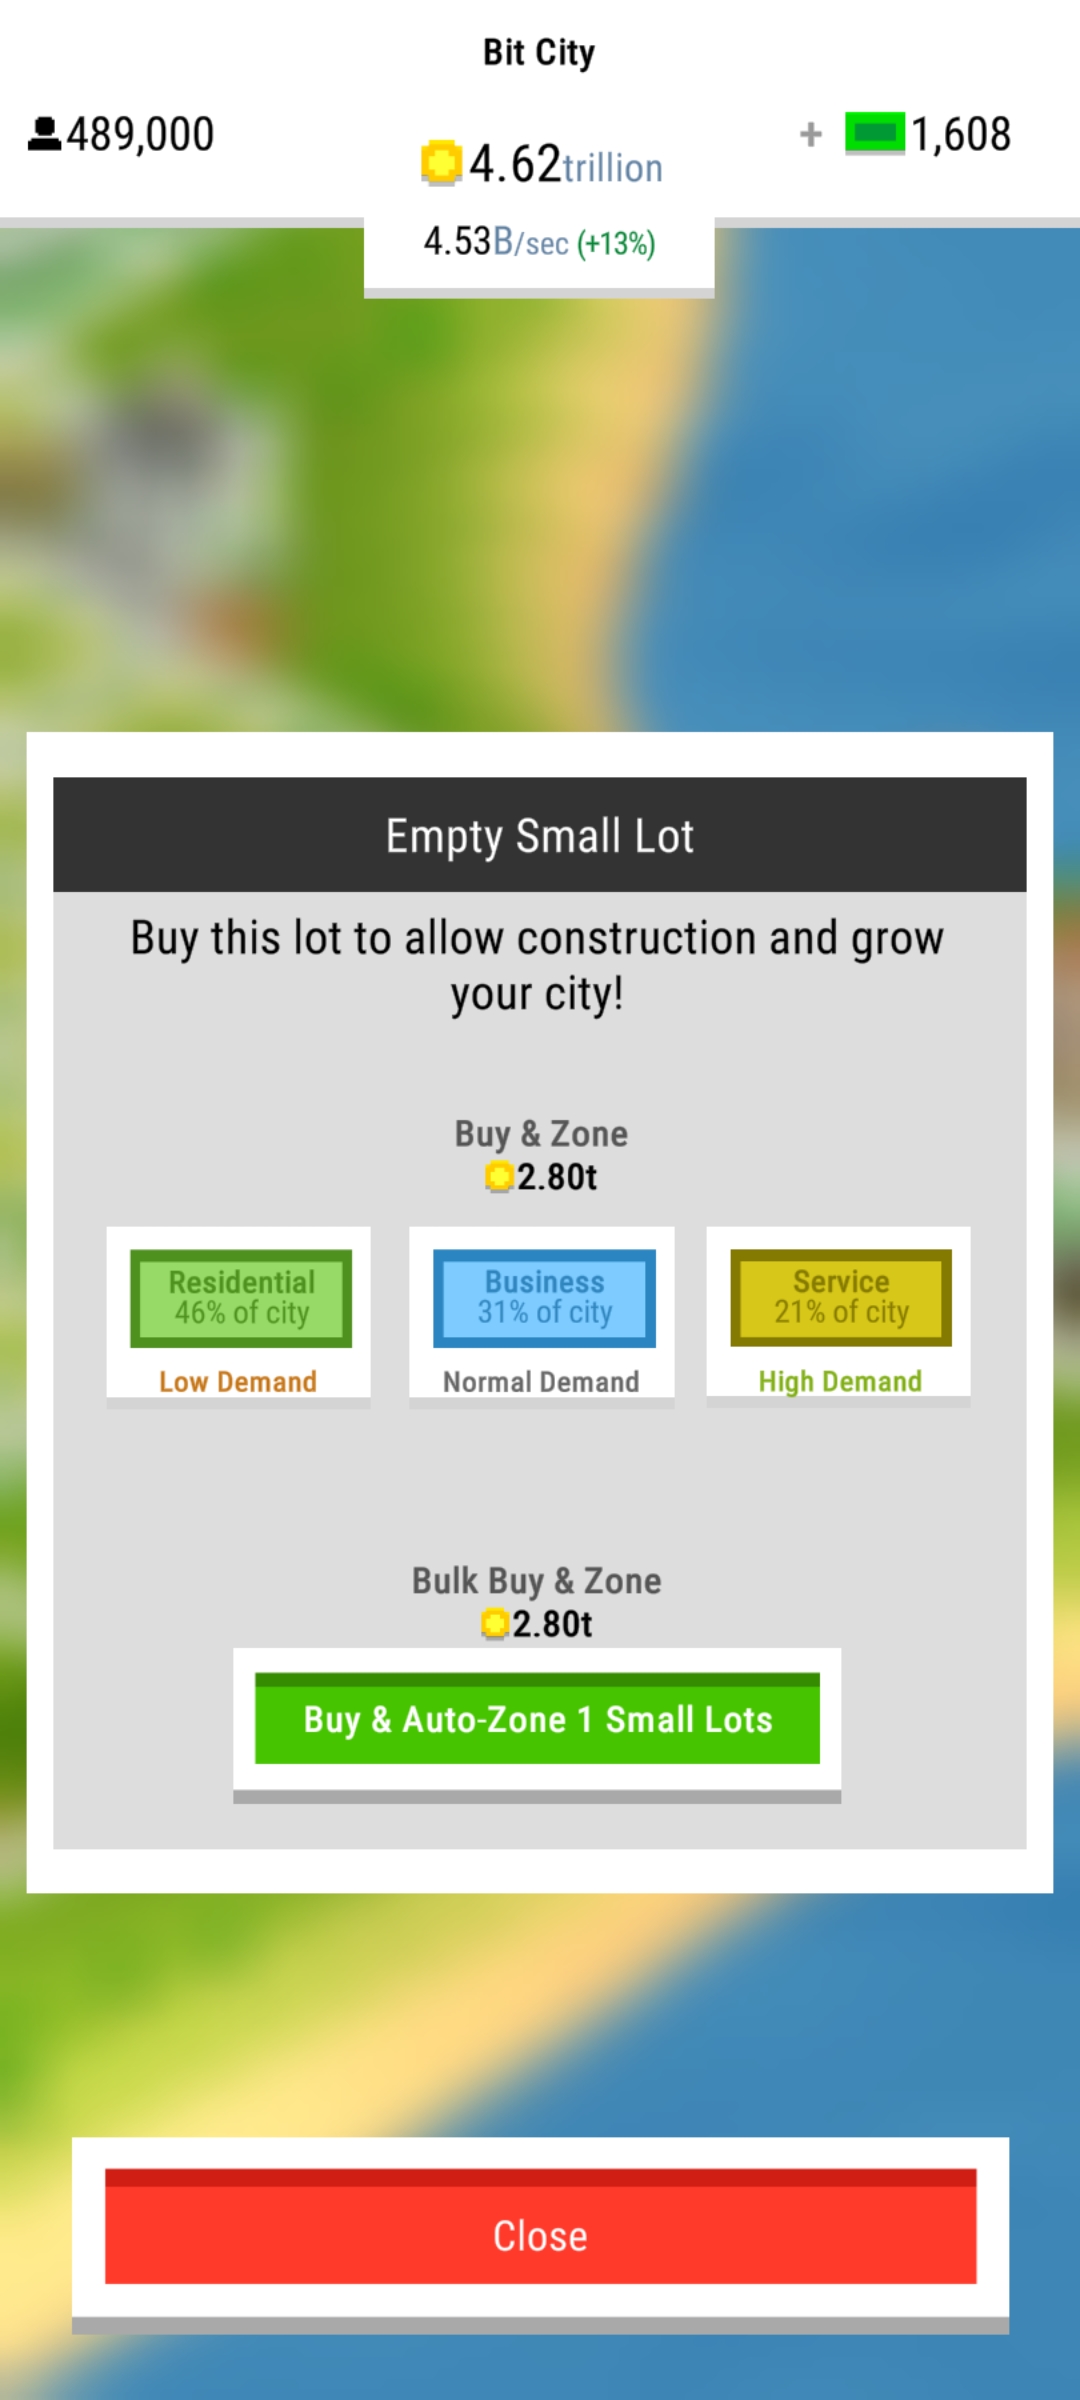 Bit City
489,000
4.62trillion
+ 1,608
4.53B/sec (+13%)
Empty Small Lot
Buy this lot to allow construction and grow
your city!
Buy & Zone
2.80t
Residential
46% of city
Low Demand
Business
31% of city
Normal Demand
Service
21% of city
High Demand
Bulk Buy & Zone
2.80t
Buy & Auto-Zone 1 Small Lots
Close